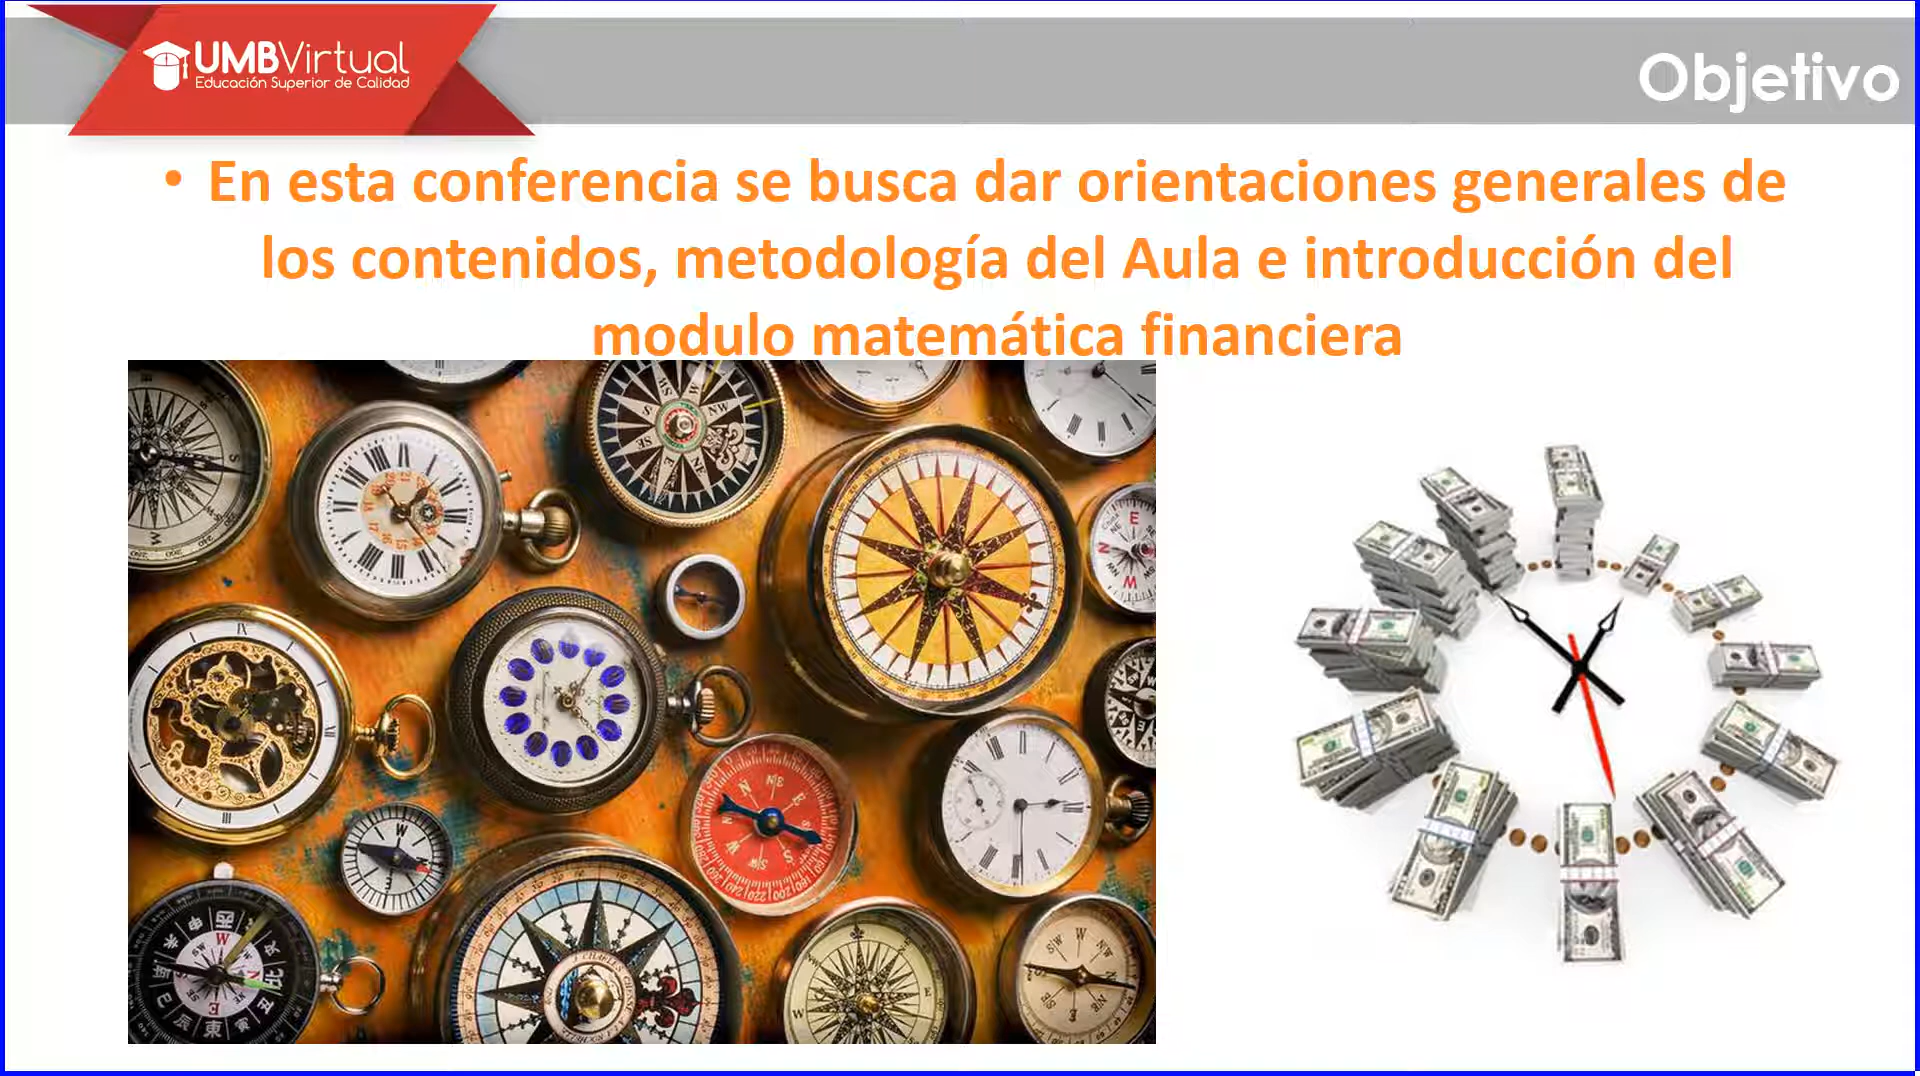 UMBVirtual
Educación Superior de Calidad
Objetivo
• En esta conferencia se busca dar orientaciones generales de
los contenidos, metodología del Aula e introducción del
modulo matemática financiera